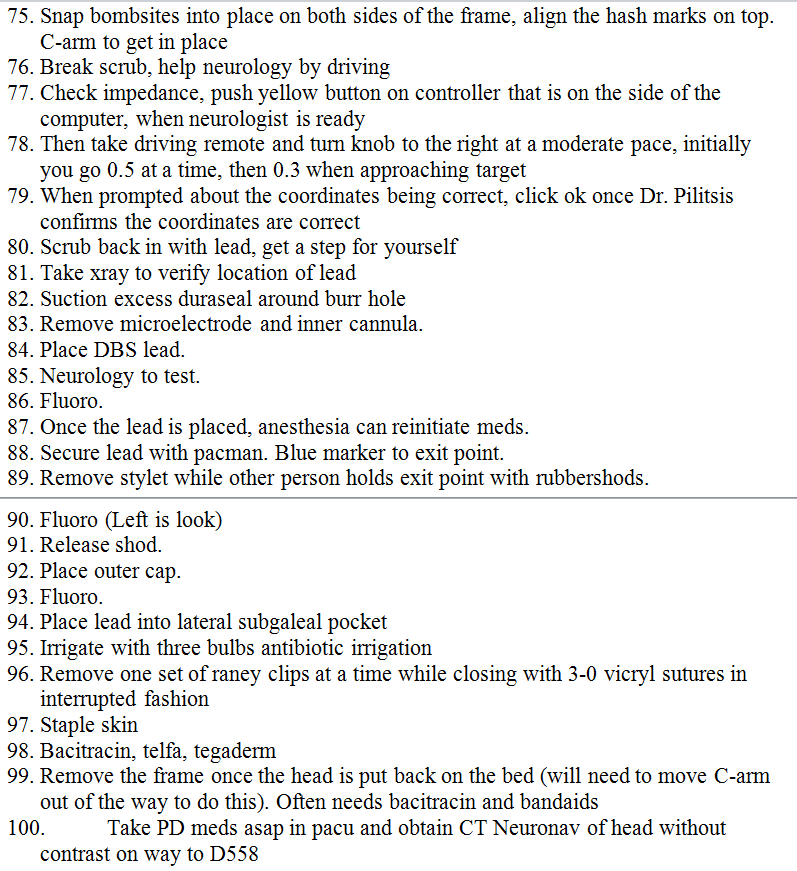 75. Snap bombsites into place on both sides of the frame, align the hash marks on top.
C-arm to get in place
76. Break scrub, help neurology by driving
77. Check impedance, push yellow button on controller that is on the side of the
computer, when neurologist is ready
78. Then take driving remote and turn knob to the right at a moderate pace, initially
you go 0.5 at a time, then 0.3 when approaching target
79. When prompted about the coordinates being correct, click ok once Dr. Pilitsis
confirms the coordinates are correct
80. Scrub back in with lead, get a step for yourself
81. Take xray to verify location of lead
82. Suction excess duraseal around burr hole
83. Remove microelectrode and inner cannula.
84. Place DBS lead.
85. Neurology to test.
86. Fluoro.
87. Once the lead is placed, anesthesia can reinitiate meds.
88. Secure lead with pacman. Blue marker to exit point.
89. Remove stylet while other person holds exit point with rubbershods.
90. Fluoro (Left is look)
91. Release shod.
92. Place outer cap.
93. Fluoro.
94. Place lead into lateral subgaleal pocket
95. Irrigate with three bulbs antibiotic irrigation
96. Remove one set of raney clips at a time while closing with 3-0 vicryl sutures in
interrupted fashion
97. Staple skin
98. Bacitracin, telfa, tegaderm
99. Remove the frame once the head is put back on the bed (will need to move C-arm
out of the way to do this). Often needs bacitracin and bandaids
100. Take PD meds asap in pacu and obtain CT Neuronav of head without
contrast on way to D558